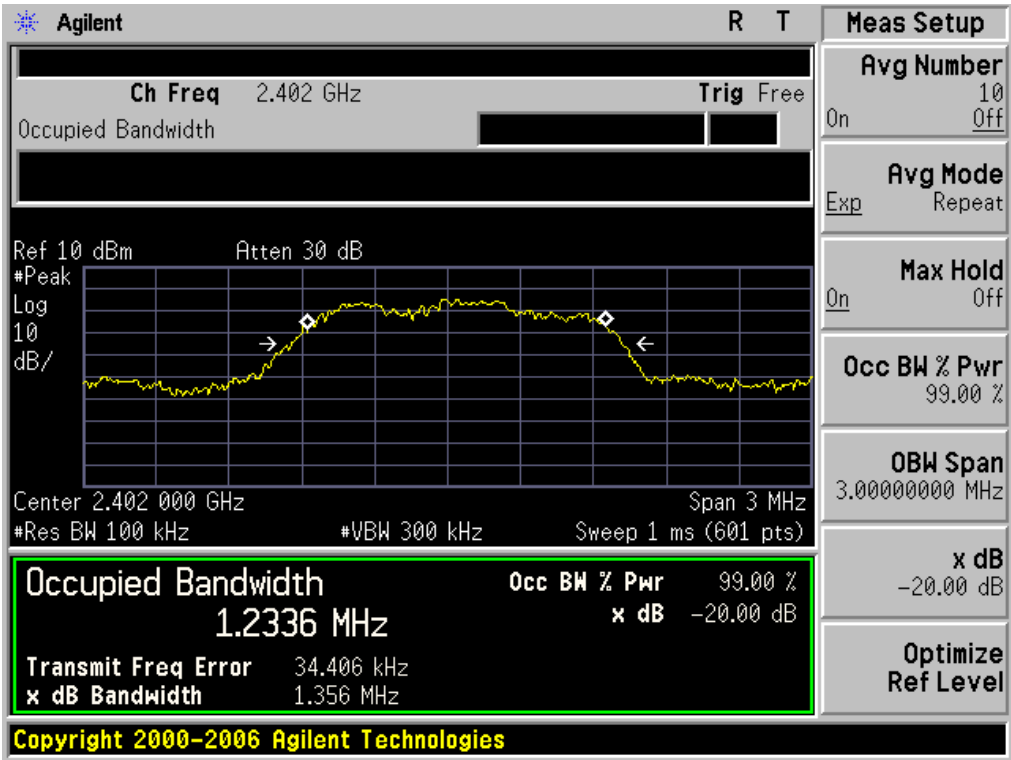 Agilent R T Meas Setup
Ch Freq 2.402 GHz Trig Free
Occupied Bandwidth
Ref 10 dBm Atten 30 dB
#Peak
Log
10
dB/
Center 2.402 000 GHz Span 3 MHz
#Res BW 100 kHz #VBW 300 kHz Sweep 1 ms (601 pts)
Occupied Bandwidth Occ BW % Pwr 99.00 %
1.2336 MHz x dB -20.00 dB
Transmit Freq Error 34.406 kHz
x dB Bandwidth 1.356 MHz
Copyright 2000-2006 Agilent Technologies
Avg Number
10
On Off
Avg Mode
Exp Repeat
Max Hold
On Off
Occ BW % Pwr
99.00 %
OBW Span
3.00000000 MHz
x dB
-20.00 dB
Optimize
Ref Level